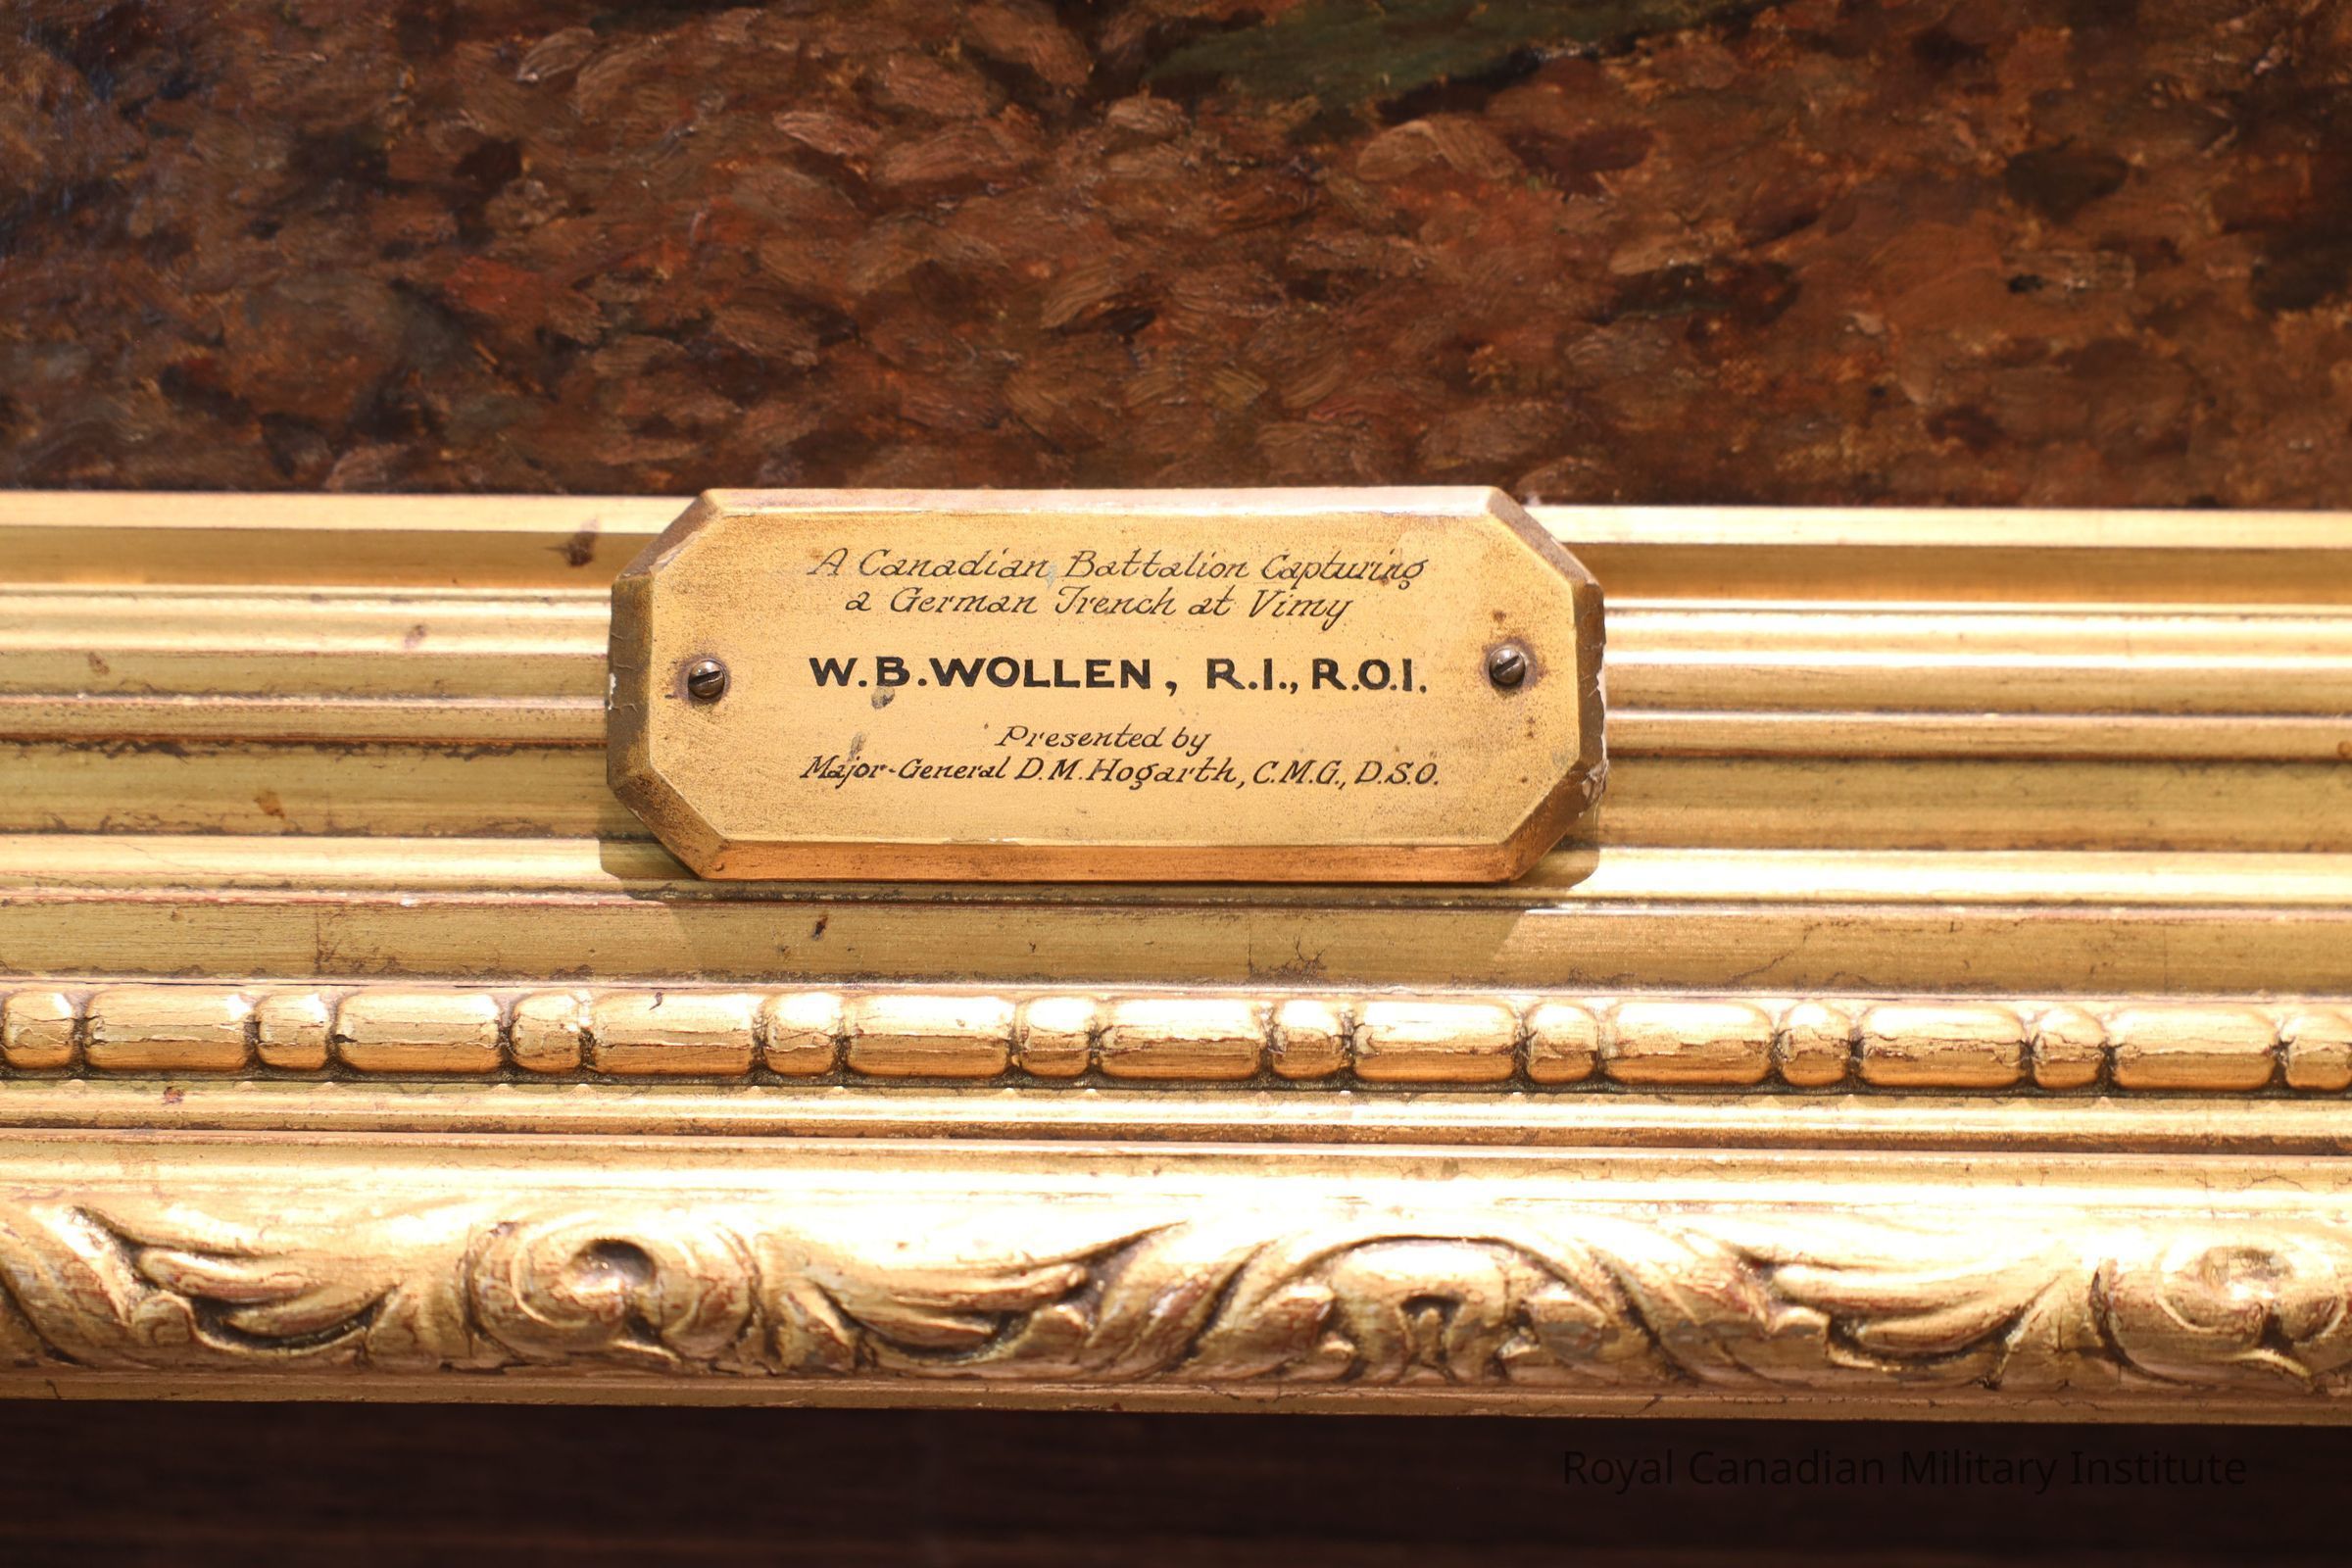 A Canadian Battalion Capturing
a German Trench at Vimy
W.B.WOLLEN, R.I., R.O.I.
Presented by
Major-General D.M.Hogarth, C.M.G., D.S.O.
Royal Canadian Military Institute